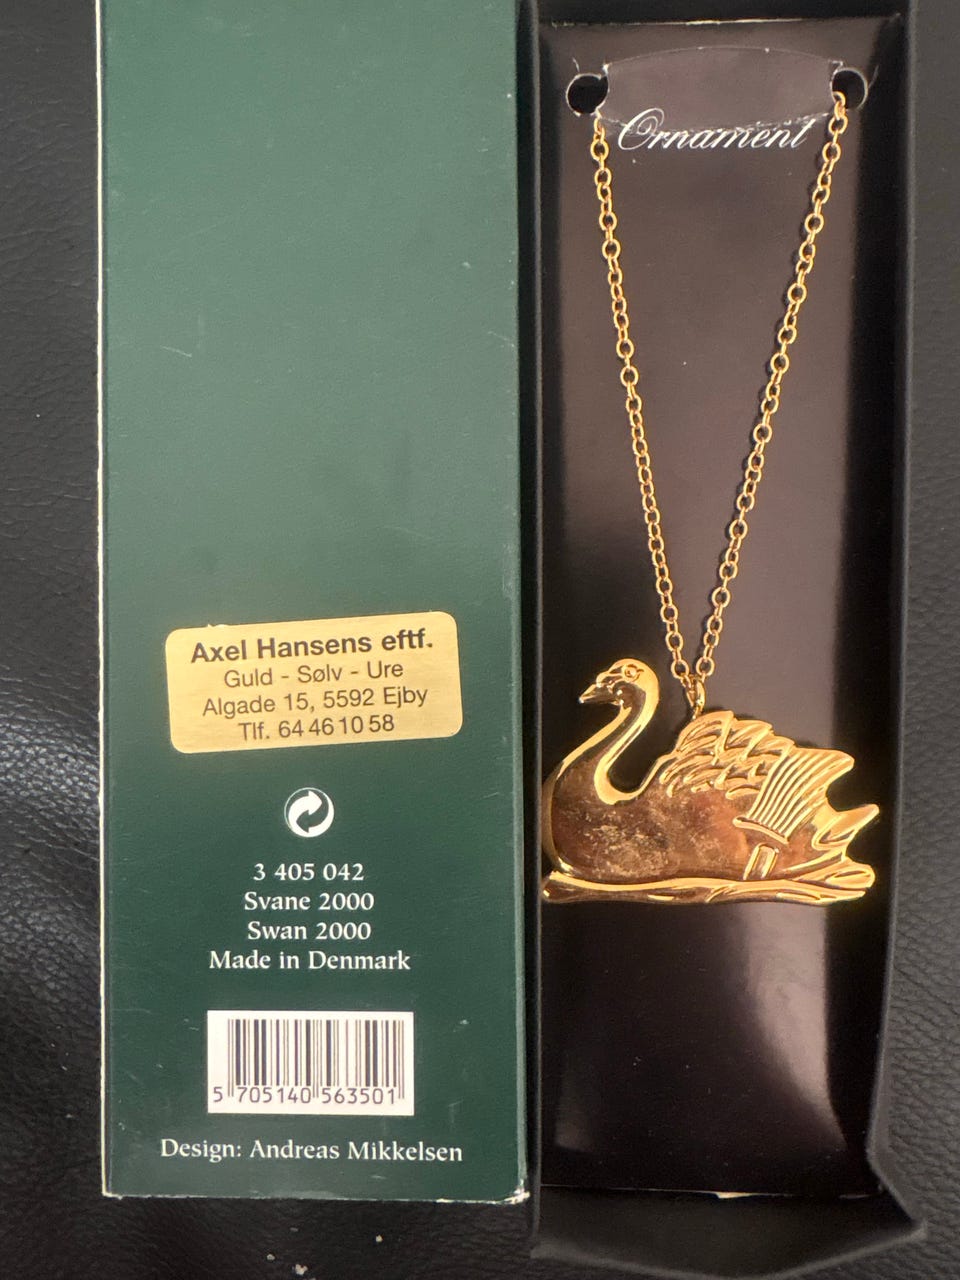 Axel Hansens eftf.
Guld - Sølv - Ure
Algade 15, 5592 Ejby
Tlf. 64 46 10 58
3 405 042
Svane 2000
Swan 2000
Made in Denmark
5 705140 563501
Design: Andreas Mikkelsen
Ornament